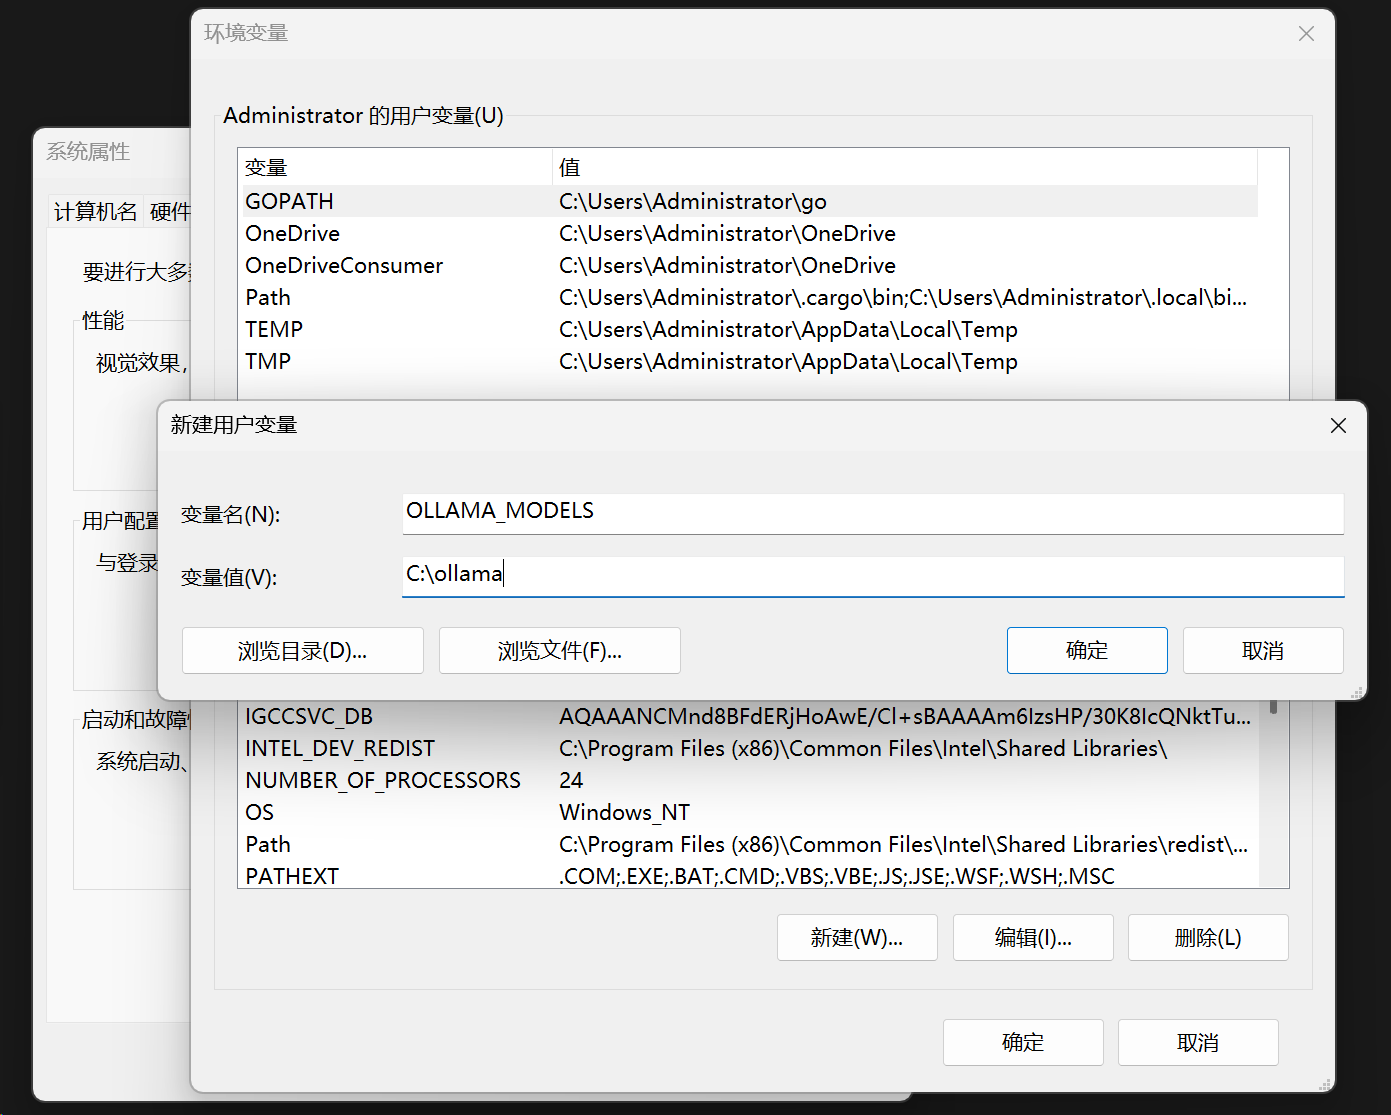 环境变量
Administrator 的用户变量(U)
变量 值
GOPATH C:\Users\Administrator\go
OneDrive C:\Users\Administrator\OneDrive
OneDriveConsumer C:\Users\Administrator\OneDrive
Path C:\Users\Administrator\.cargo\bin;C:\Users\Administrator\.local\bi...
TEMP C:\Users\Administrator\AppData\Local\Temp
TMP C:\Users\Administrator\AppData\Local\Temp
系统属性
计算机名 硬件
要进行大多
性能
视觉效果，
用户配置
与登录
启动和故障
系统启动、
新建用户变量
变量名(N): OLLAMA_MODELS
变量值(V): C:\ollama
浏览目录(D)... 浏览文件(F)... 确定 取消
IGCCSVC_DB AQAAANCMnd8BFdERjHoAwE/Cl+sBAAAAm6IzsHP/30K8IcQNktTu...
INTEL_DEV_REDIST C:\Program Files (x86)\Common Files\Intel\Shared Libraries\
NUMBER_OF_PROCESSORS 24
OS Windows_NT
Path C:\Program Files (x86)\Common Files\Intel\Shared Libraries\redist\...
PATHEXT .COM;.EXE;.BAT;.CMD;.VBS;.VBE;.JS;.JSE;.WSF;.WSH;.MSC
新建(W)... 编辑(I)... 删除(L)
确定 取消